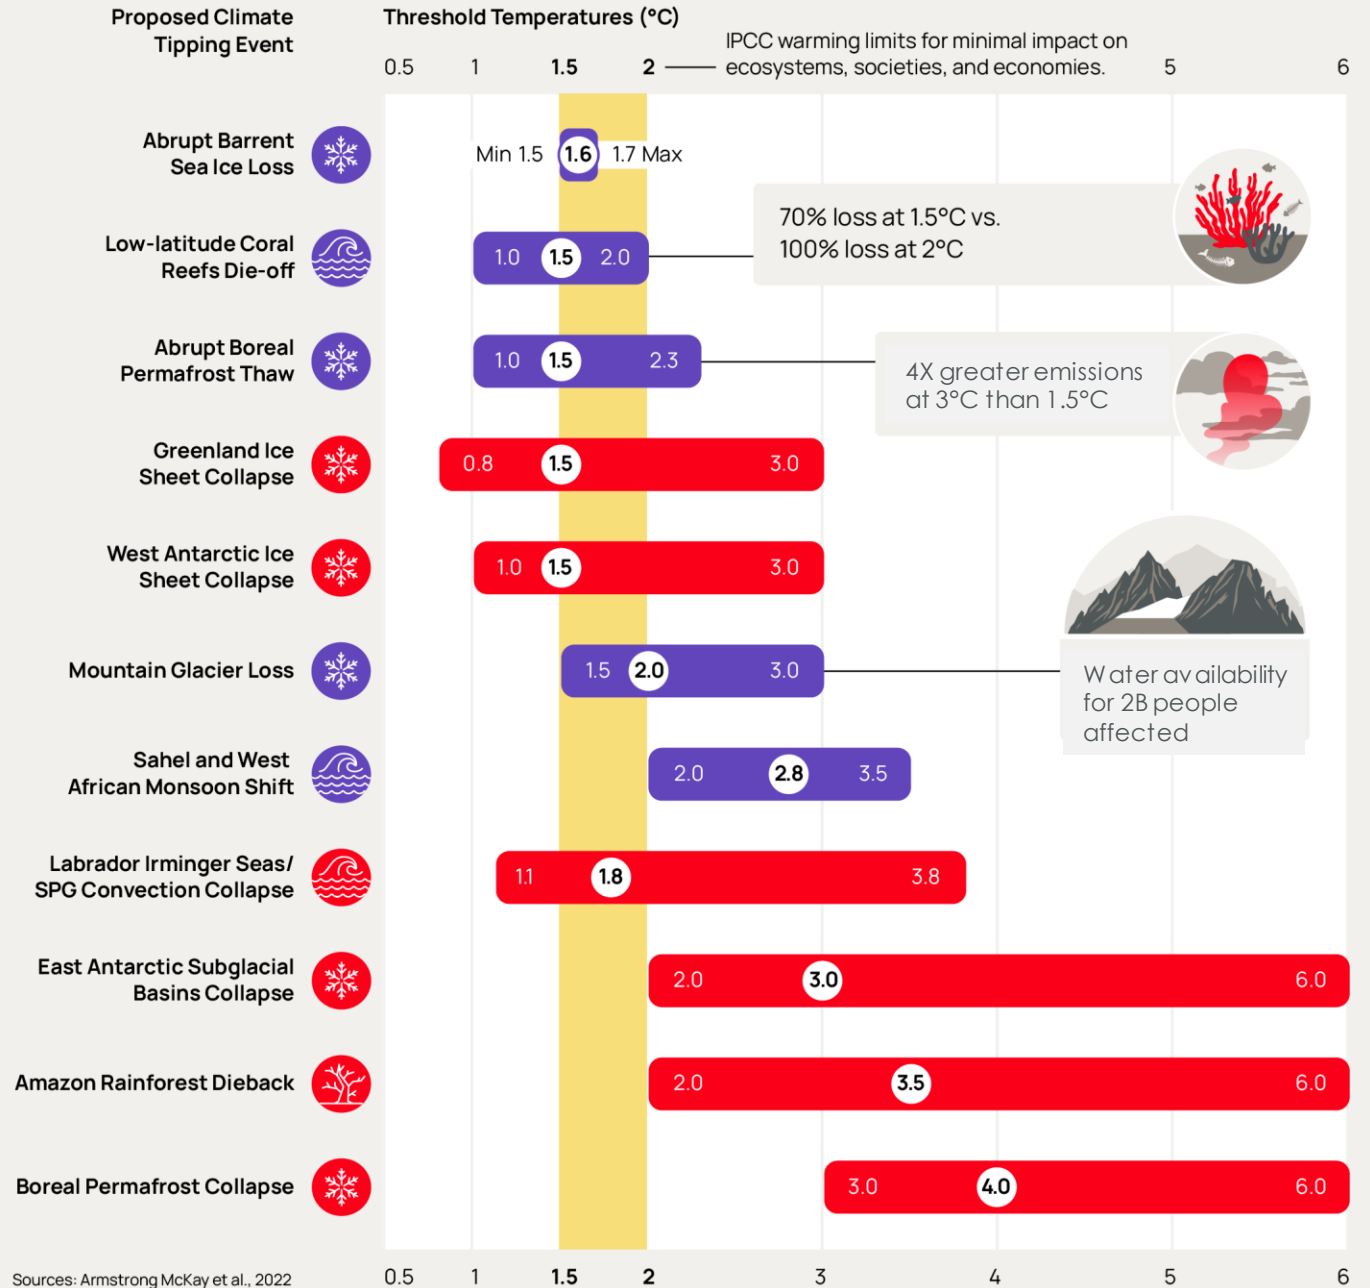 Proposed Climate
Tipping Event
Threshold Temperatures (°C)
IPCC warming limits for minimal impact on
ecosystems, societies, and economies.
0.5 1 1.5 2 5 6
Abrupt Barrent
Sea Ice Loss
Min 1.5 1.6 1.7 Max
70% loss at 1.5°C vs.
100% loss at 2°C
Low-latitude Coral
Reefs Die-off
1.0 1.5 2.0
Abrupt Boreal
Permafrost Thaw
1.0 1.5 2.3
4X greater emissions
at 3°C than 1.5°C
Greenland Ice
Sheet Collapse
0.8 1.5 3.0
West Antarctic Ice
Sheet Collapse
1.0 1.5 3.0
Mountain Glacier Loss
1.5 2.0 3.0
Water availability
for 2B people
affected
Sahel and West
African Monsoon Shift
2.0 2.8 3.5
Labrador Irminger Seas/
SPG Convection Collapse
1.1 1.8 3.8
East Antarctic Subglacial
Basins Collapse
2.0 3.0 6.0
Amazon Rainforest Dieback
2.0 3.5 6.0
Boreal Permafrost Collapse
3.0 4.0 6.0
Sources: Armstrong McKay et al., 2022
0.5 1 1.5 2 3 4 5 6